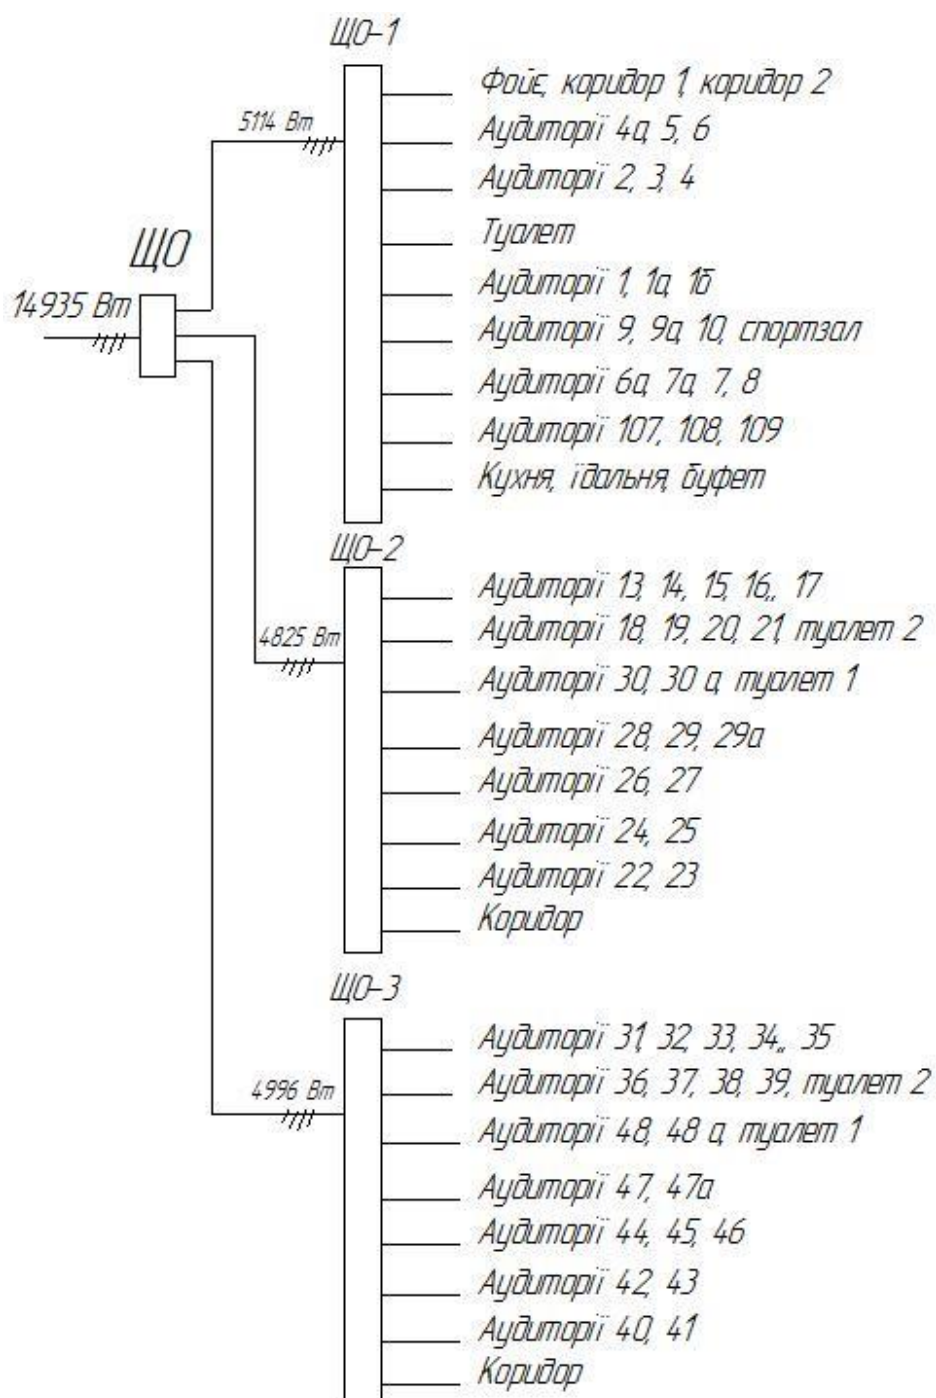 ЩО-1
Фойє, коридор 1, коридор 2
5114 Вт
Аудиторії 4а, 5, 6
Аудиторії 2, 3, 4
Туалет
ЩО
14935 Вт
Аудиторії 1, 1а, 1б
Аудиторії 9, 9а, 10, спортзал
Аудиторії 6а, 7а, 7, 8
Аудиторії 107, 108, 109
Кухня, їдальня, буфет
ЩО-2
Аудиторії 13, 14, 15, 16,, 17
Аудиторії 18, 19, 20, 21, туалет 2
4825 Вт
Аудиторії 30, 30 а, туалет 1
Аудиторії 28, 29, 29а
Аудиторії 26, 27
Аудиторії 24, 25
Аудиторії 22, 23
Коридор
ЩО-3
Аудиторії 31, 32, 33, 34,, 35
Аудиторії 36, 37, 38, 39, туалет 2
4996 Вт
Аудиторії 48, 48 а, туалет 1
Аудиторії 47, 47а
Аудиторії 44, 45, 46
Аудиторії 42, 43
Аудиторії 40, 41
Коридор